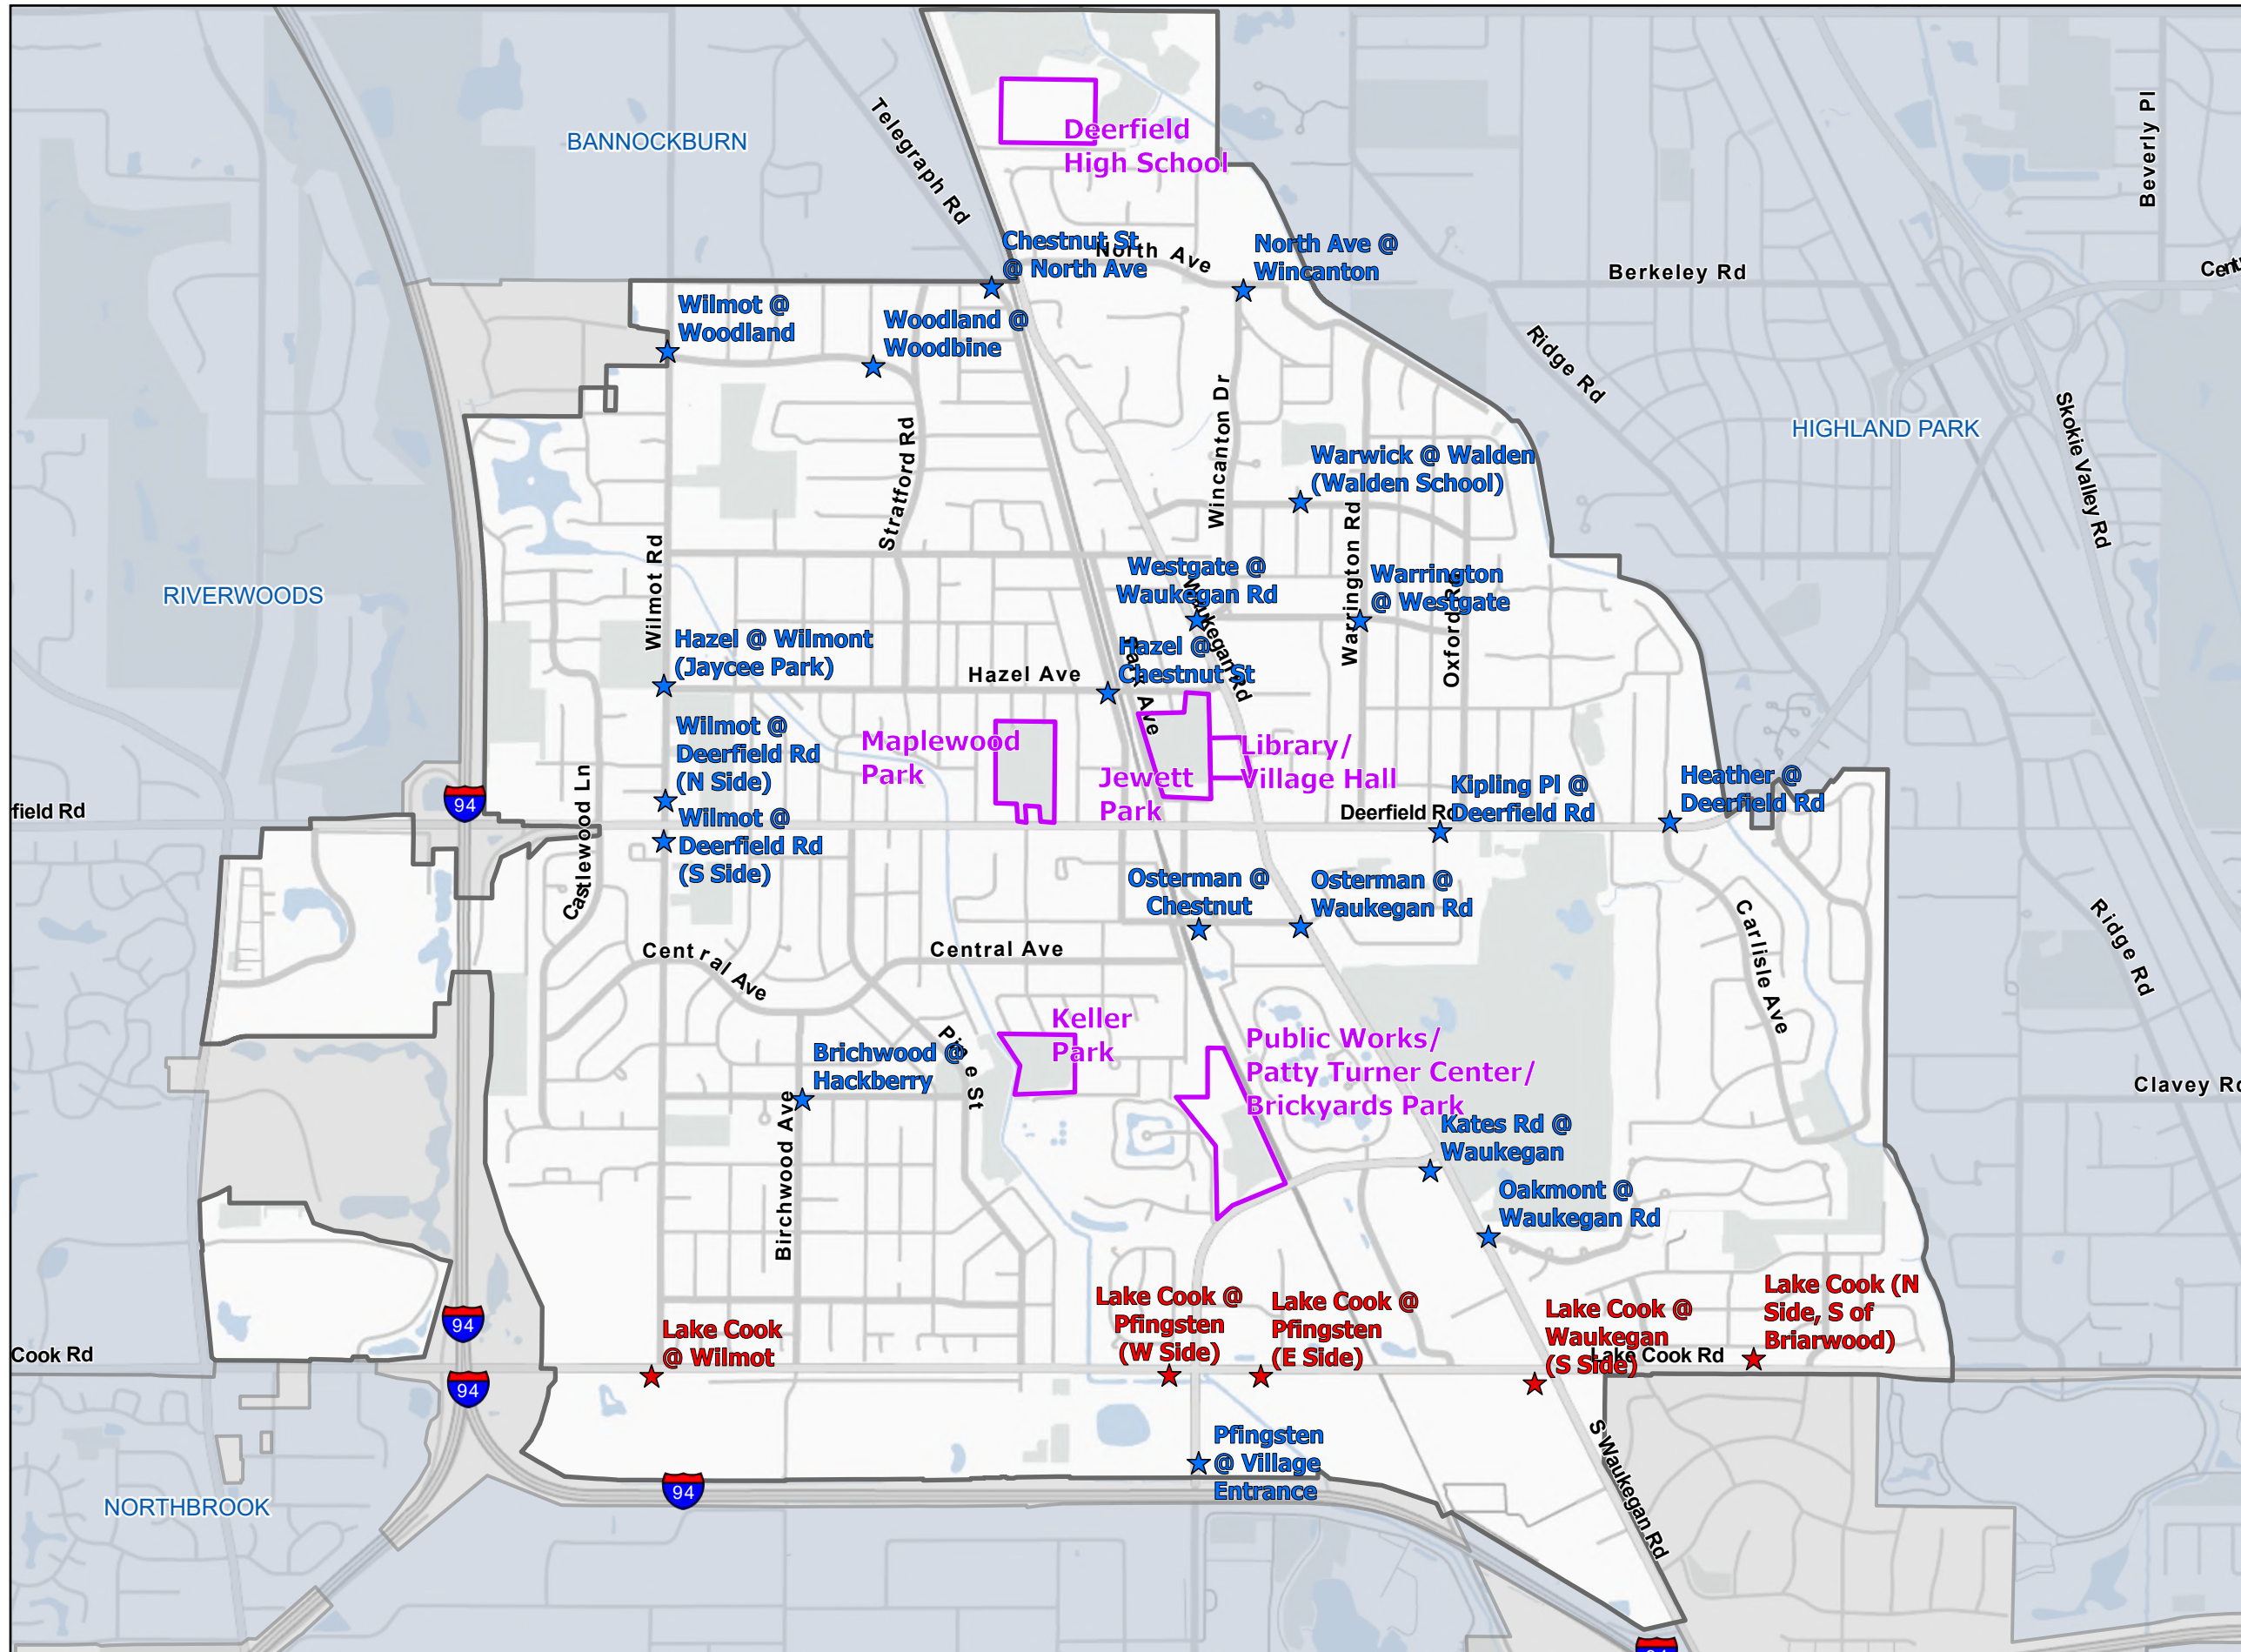 Deerfield
High School
Telegraph Rd
BANNOCKBURN
Beverly Pl
Chestnut St
@ North Ave
North Ave
North Ave @
Wincanton
Berkeley Rd
Wilmot @
Woodland
Woodland @
Woodbine
Ridge Rd
HIGHLAND PARK
Skokie Valley Rd
Stratford Rd
Wincanton Dr
Warwick @ Walden
(Walden School)
Wilmot Rd
Warrington Rd
RIVERWOODS
Westgate @
Waukegan Rd
Waukegan Rd
Warrington
@ Westgate
Oxford Rd
Hazel @ Wilmont
(Jaycee Park)
Hazel Ave
Hazel @
Chestnut St
Wilmot @
Deerfield Rd
(N Side)
Maplewood
Park
Jewett
Park
Library/
Village Hall
Kipling Pl @
Deerfield Rd
Heather @
Deerfield Rd
field Rd
94
Deerfield Rd
Wilmot @
Deerfield Rd
(S Side)
Castlewood Ln
Osterman @
Chestnut
Osterman @
Waukegan Rd
Carlisle Ave
Ridge Rd
Central Ave
Central Ave
Keller
Park
Pine St
Brichwood @
Hackberry
Public Works/
Patty Turner Center/
Brickyards Park
Clavey Rd
Birchwood Ave
Kates Rd @
Waukegan
Oakmont @
Waukegan Rd
94
Lake Cook
@ Wilmot
Lake Cook @
Pfingsten
(W Side)
Lake Cook @
Pfingsten
(E Side)
Lake Cook @
Waukegan
(S Side)
Lake Cook (N
Side, S of
Briarwood)
Cook Rd
Lake Cook Rd
94
Pfingsten
@ Village
Entrance
S Waukegan Rd
NORTHBROOK
94